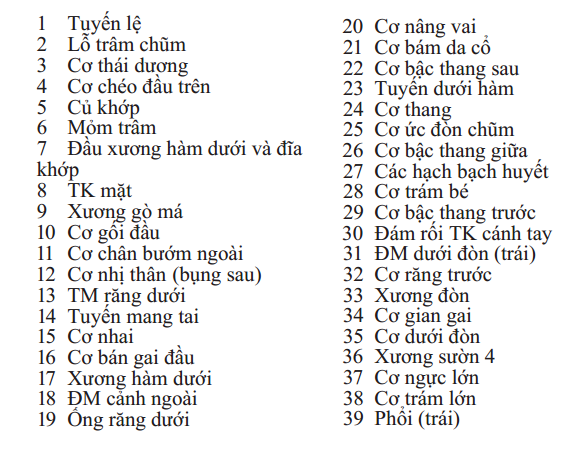 1 Tuyến lệ
2 Lỗ trâm chũm
3 Cơ thái dương
4 Cơ chéo đầu trên
5 Củ khớp
6 Mỏm trâm
7 Đầu xương hàm dưới và đĩa
khớp
8 TK mặt
9 Xương gò má
10 Cơ gối đầu
11 Cơ chân bướm ngoài
12 Cơ nhị thân (bụng sau)
13 TM răng dưới
14 Tuyến mang tai
15 Cơ nhai
16 Cơ bán gai đầu
17 Xương hàm dưới
18 ĐM cảnh ngoài
19 Ống răng dưới
20 Cơ nâng vai
21 Cơ bám da cổ
22 Cơ bậc thang sau
23 Tuyến dưới hàm
24 Cơ thang
25 Cơ ức đòn chũm
26 Cơ bậc thang giữa
27 Các hạch bạch huyết
28 Cơ trám bé
29 Cơ bậc thang trước
30 Đám rối TK cánh tay
31 ĐM dưới đòn (trái)
32 Cơ răng trước
33 Xương đòn
34 Cơ gian gai
35 Cơ dưới đòn
36 Xương sườn 4
37 Cơ ngực lớn
38 Cơ trám lớn
39 Phổi (trái)